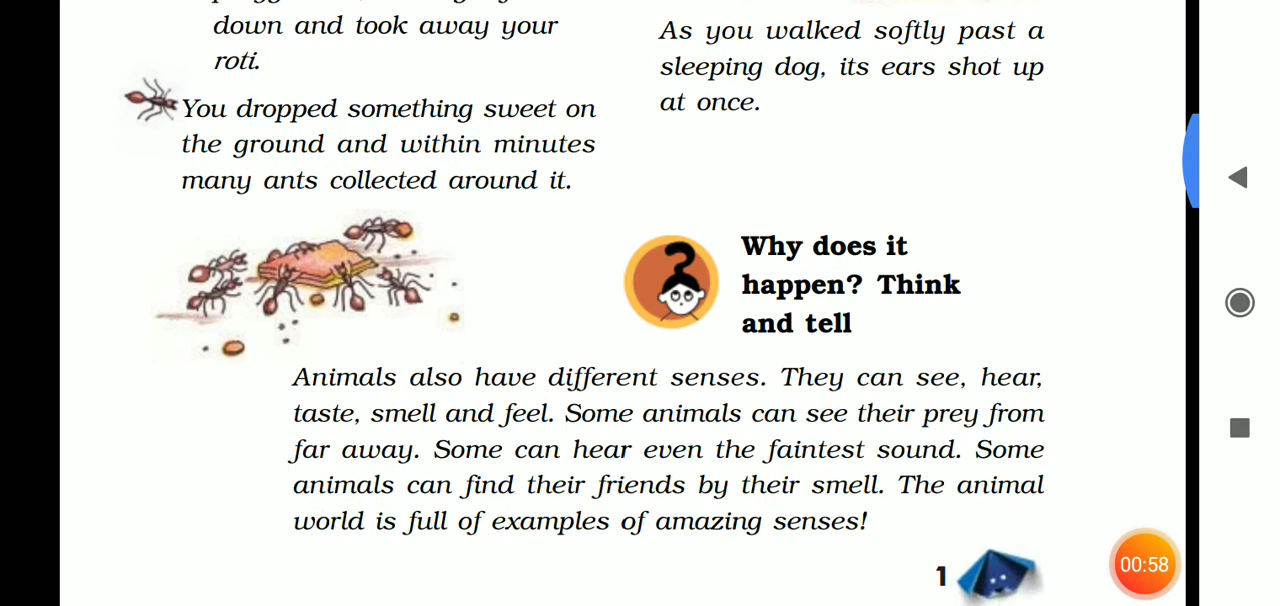 down and took away your
roti.
You dropped something sweet on
the ground and within minutes
many ants collected around it.
As you walked softly past a
sleeping dog, its ears shot up
at once.
Why does it
happen? Think
and tell
Animals also have different senses. They can see, hear,
taste, smell and feel. Some animals can see their prey from
far away. Some can hear even the faintest sound. Some
animals can find their friends by their smell. The animal
world is full of examples of amazing senses!
1
00:58